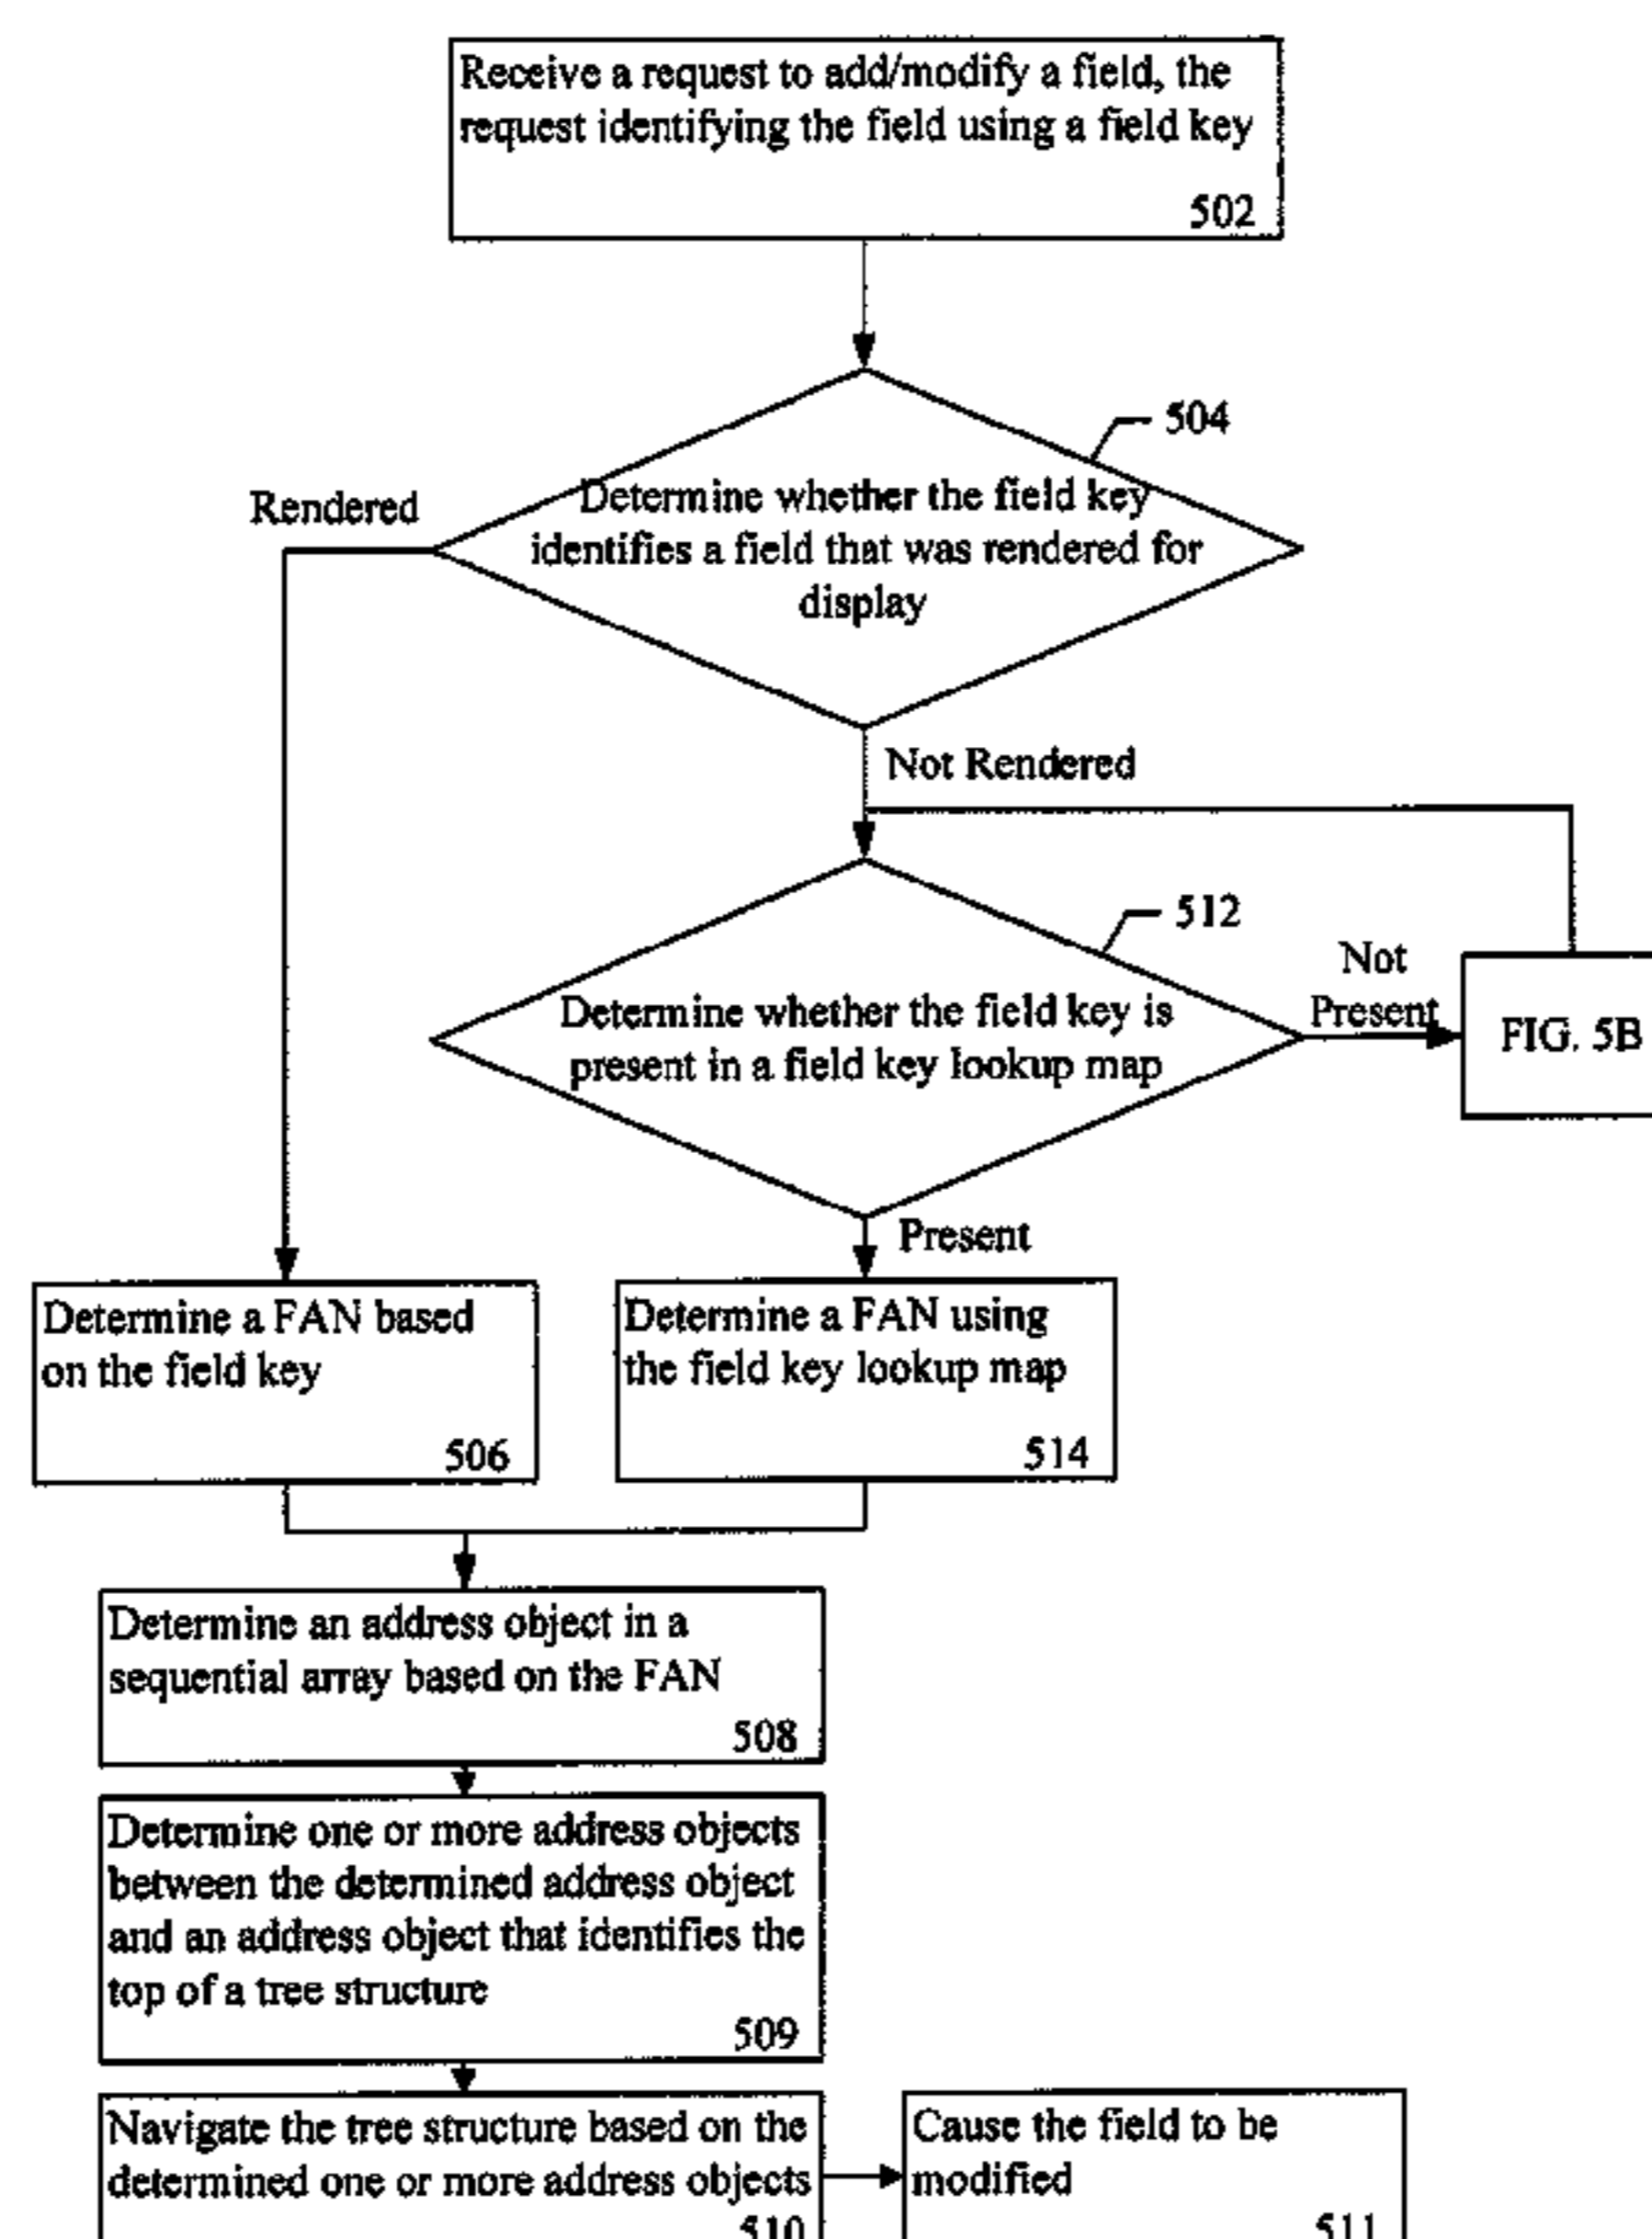 Receive a request to add/modify a field, the
request identifying the field using a field key
502
504
Rendered
Determine whether the field key
identifies a field that was rendered for
display
Not Rendered
512
Not
Present
Determine whether the field key is
present in a field key lookup map
FIG. 5B
Present
Determine a FAN based
on the field key
506
Determine a FAN using
the field key lookup map
514
Determine an address object in a
sequential array based on the FAN
508
Determine one or more address objects
between the determined address object
and an address object that identifies the
top of a tree structure
509
Navigate the tree structure based on the
determined one or more address objects
510
Cause the field to be
modified
511